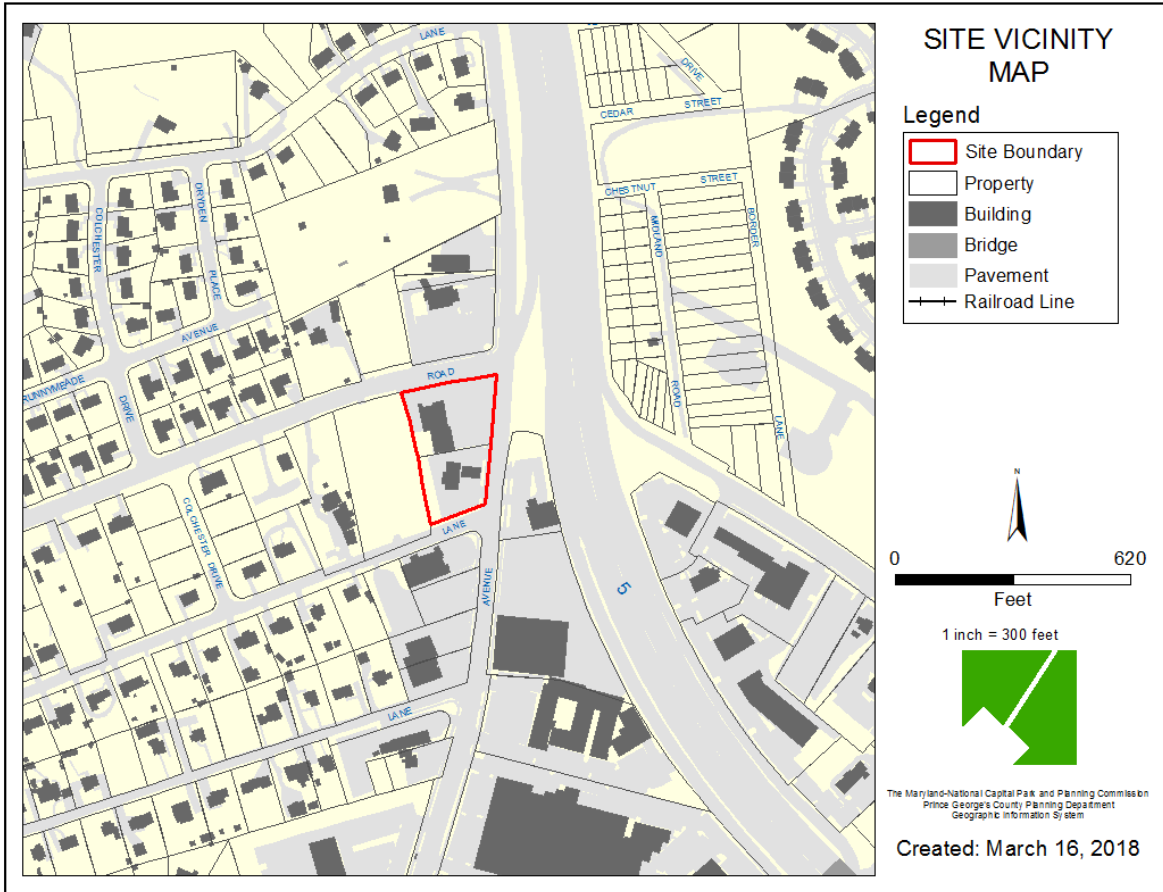 SITE VICINITY
MAP
Legend
Site Boundary
Property
Building
Bridge
Pavement
Railroad Line
N
0 620
Feet
1 inch = 300 feet
The Maryland-National Capital Park and Planning Commission
Prince George's County Planning Department
Geographic Information System
Created: March 16, 2018
LANE
DRIVE
CEDAR STREET
CHESTNUT STREET
MIDLAND
ROAD
BORDER
LANE
COLCHESTER
DRIVE
DRYDEN
PLACE
RUNNYMEADE
AVENUE
ROAD
COLCHESTER DRIVE
LANE
AVENUE
5
LANE